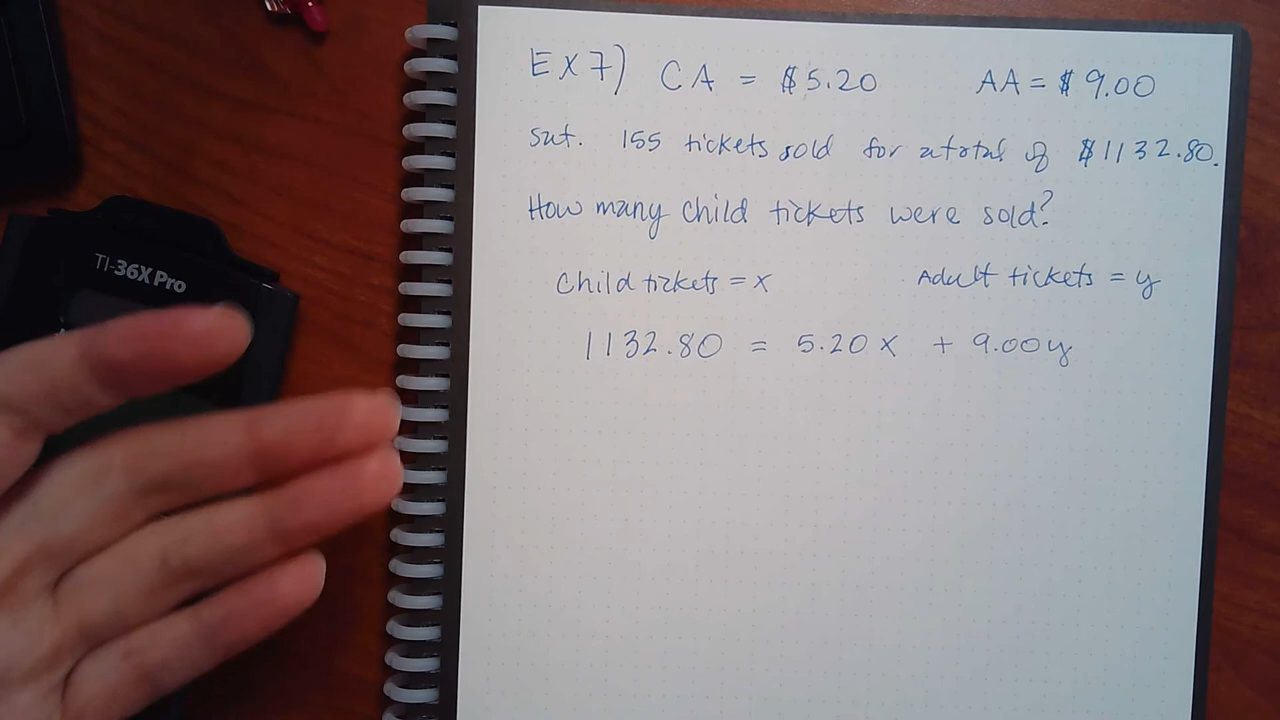 EX7) CA = $5.20 AA = $9.00
Sat. 155 tickets sold for a total of $1132.80.
How many child tickets were sold?
Child tickets = x Adult tickets = y
1132.80 = 5.20x + 9.00y
TI-36X Pro